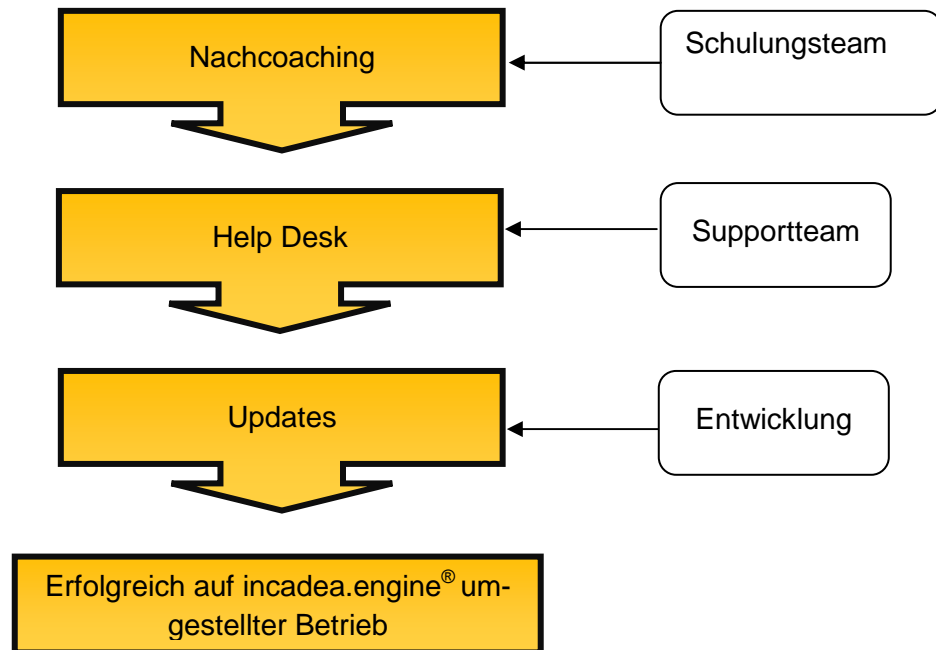 Nachcoaching
Schulungsteam
Help Desk
Supportteam
Updates
Entwicklung
Erfolgreich auf incadea.engine® um-
gestellter Betrieb